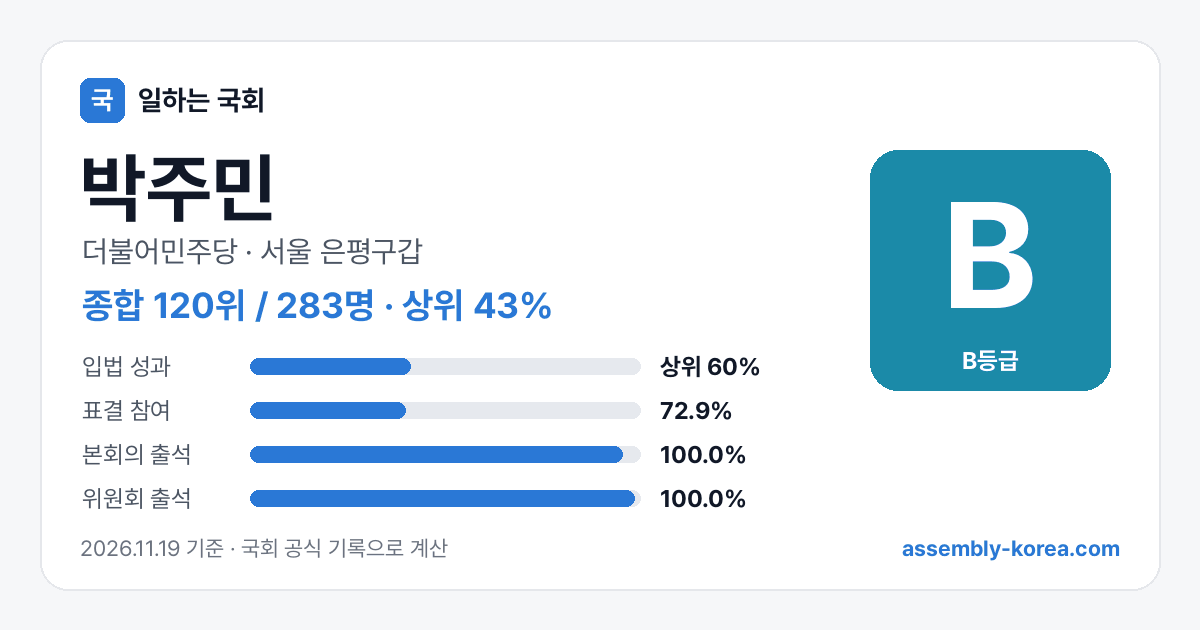 국 일하는 국회
박주민
더불어민주당 · 서울 은평구갑
종합 120위 / 283명 · 상위 43%
입법 성과 상위 60%
표결 참여 72.9%
본회의 출석 100.0%
위원회 출석 100.0%
B
B등급
2026.11.19 기준 · 국회 공식 기록으로 계산
assembly-korea.com